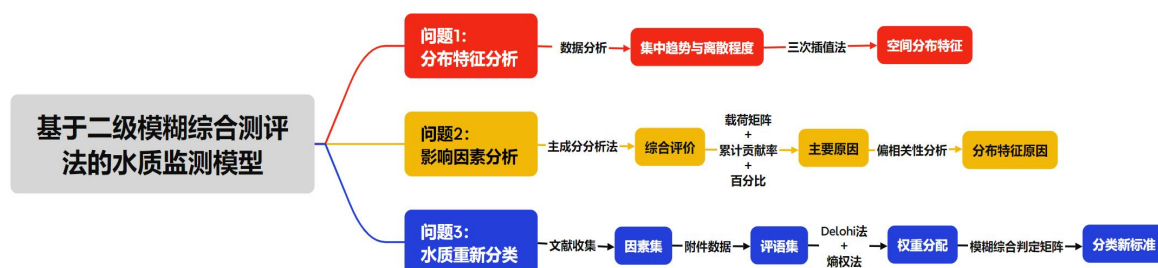 基于二级模糊综合测评
法的水质监测模型
问题1：
分布特征分析
数据分析
集中趋势与离散程度
三次插值法
空间分布特征
问题2：
影响因素分析
主成分分析法
综合评价
载荷矩阵
+
累计贡献率
+
百分比
主要原因
偏相关性分析
分布特征原因
问题3：
水质重新分类
文献收集
因素集
附件数据
评语集
Delohi法
+
熵权法
权重分配
模糊综合判定矩阵
分类新标准